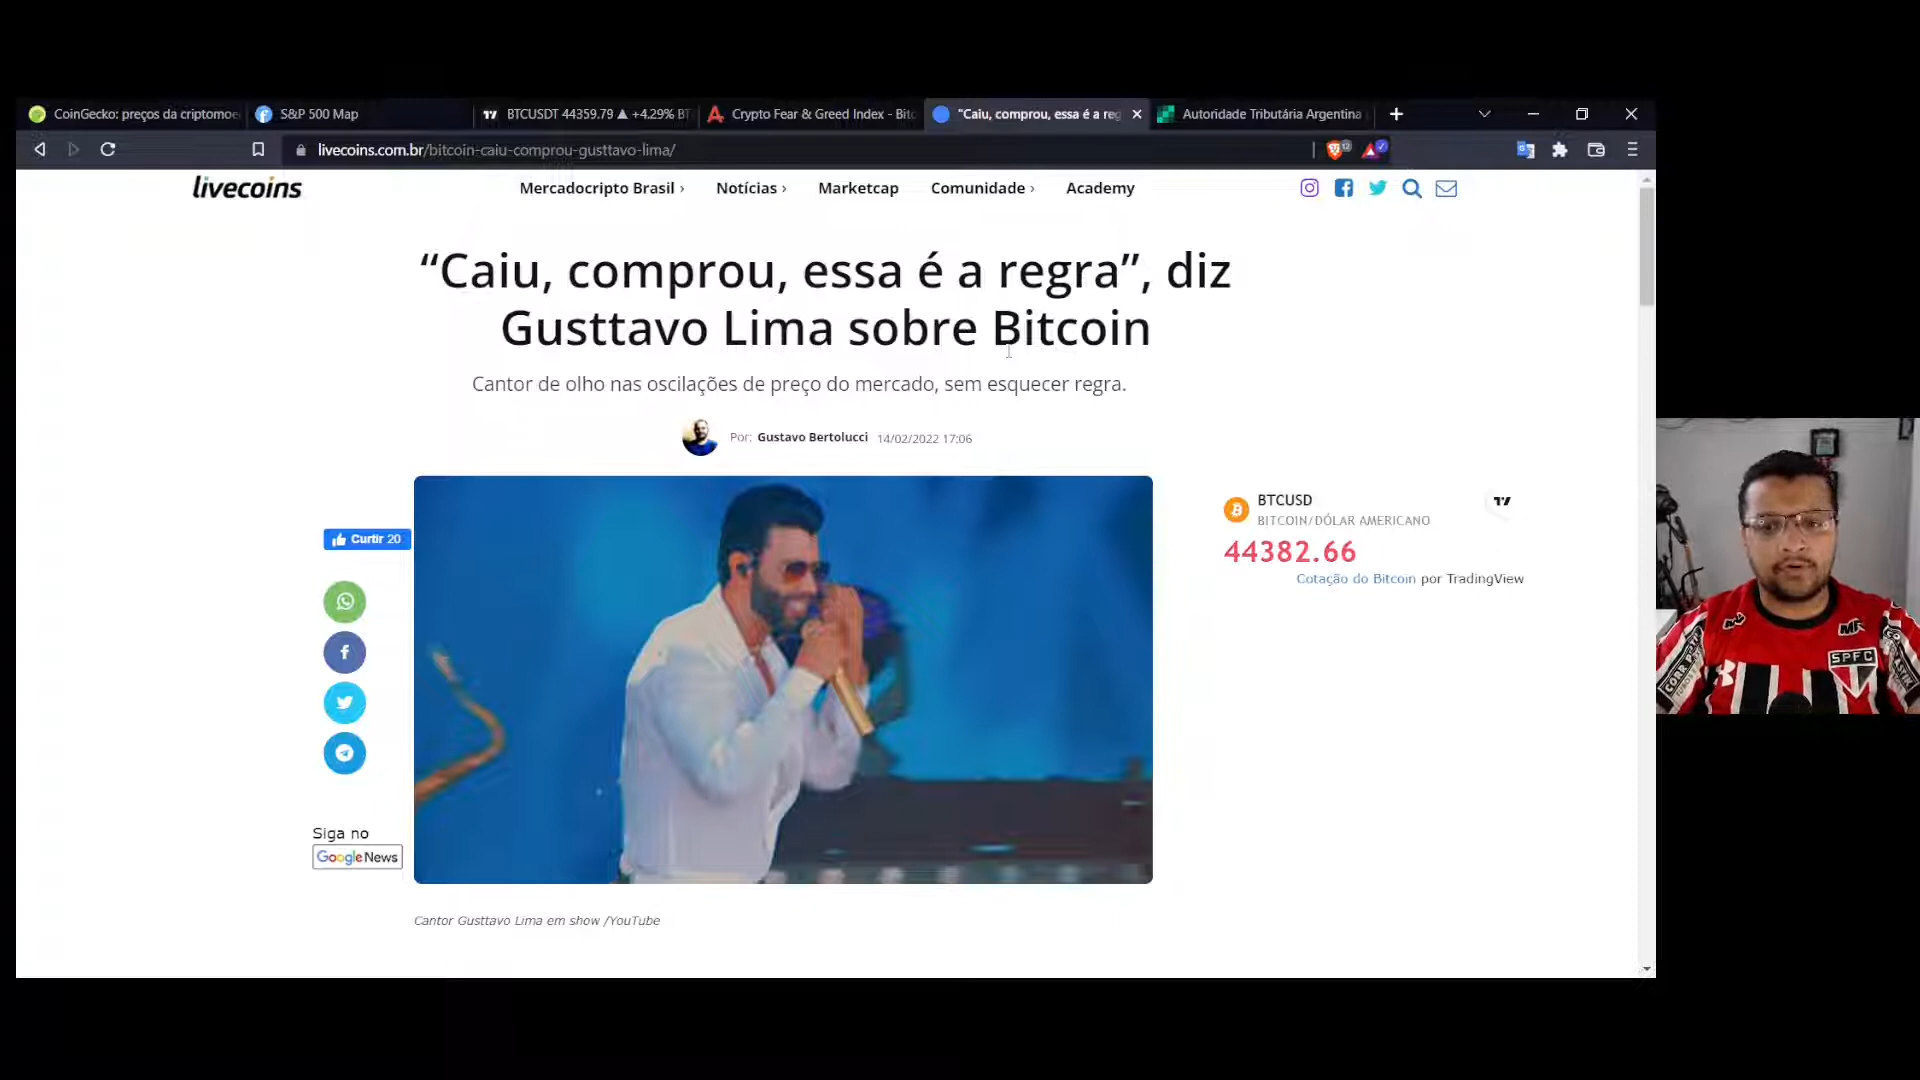 CoinGecko: preços da criptomoe
S&P 500 Map
BTCUSDT 44359.79 ▲ +4.29% BT
Crypto Fear & Greed Index - Bitc
"Caiu, comprou, essa é a reg
Autoridade Tributária Argentina
livecoins.com.br/bitcoin-caiu-comprou-gusttavo-lima/
livecoins
Mercadocripto Brasil ›
Notícias ›
Marketcap
Comunidade ›
Academy
“Caiu, comprou, essa é a regra”, diz
Gusttavo Lima sobre Bitcoin
Cantor de olho nas oscilações de preço do mercado, sem esquecer regra.
Por: Gustavo Bertolucci 14/02/2022 17:06
BTCUSD
BITCOIN/DÓLAR AMERICANO
44382.66
Cotação do Bitcoin por TradingView
Curtir 20
Siga no
Google News
Cantor Gusttavo Lima em show /YouTube
SPFC